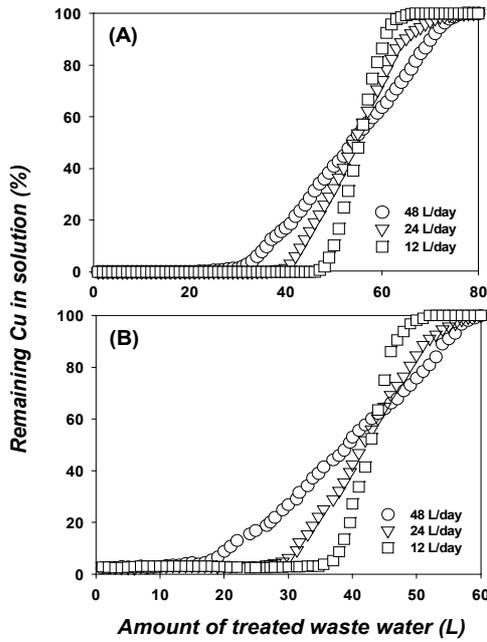 (A)
100
80
60
40
20
0
48 L/day
24 L/day
12 L/day
0 20 40 60 80
(B)
100
80
60
40
20
0
48 L/day
24 L/day
12 L/day
0 10 20 30 40 50 60
Remaining Cu in solution (%)
Amount of treated waste water (L)